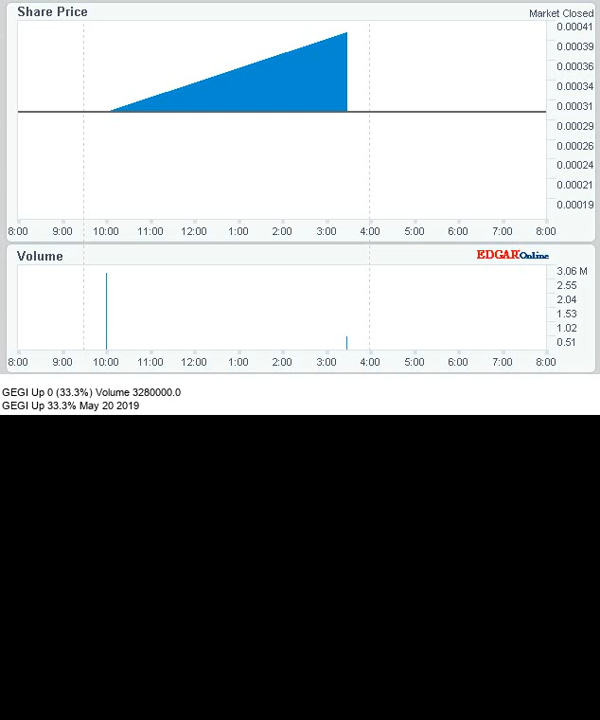 Share Price
Market Closed
0.00041
0.00039
0.00036
0.00034
0.00031
0.00029
0.00026
0.00024
0.00021
0.00019
8:00 9:00 10:00 11:00 12:00 1:00 2:00 3:00 4:00 5:00 6:00 7:00 8:00
Volume
EDGAROnline
3.06 M
2.55
2.04
1.53
1.02
0.51
8:00 9:00 10:00 11:00 12:00 1:00 2:00 3:00 4:00 5:00 6:00 7:00 8:00
GEGI Up 0 (33.3%) Volume 3280000.0
GEGI Up 33.3% May 20 2019